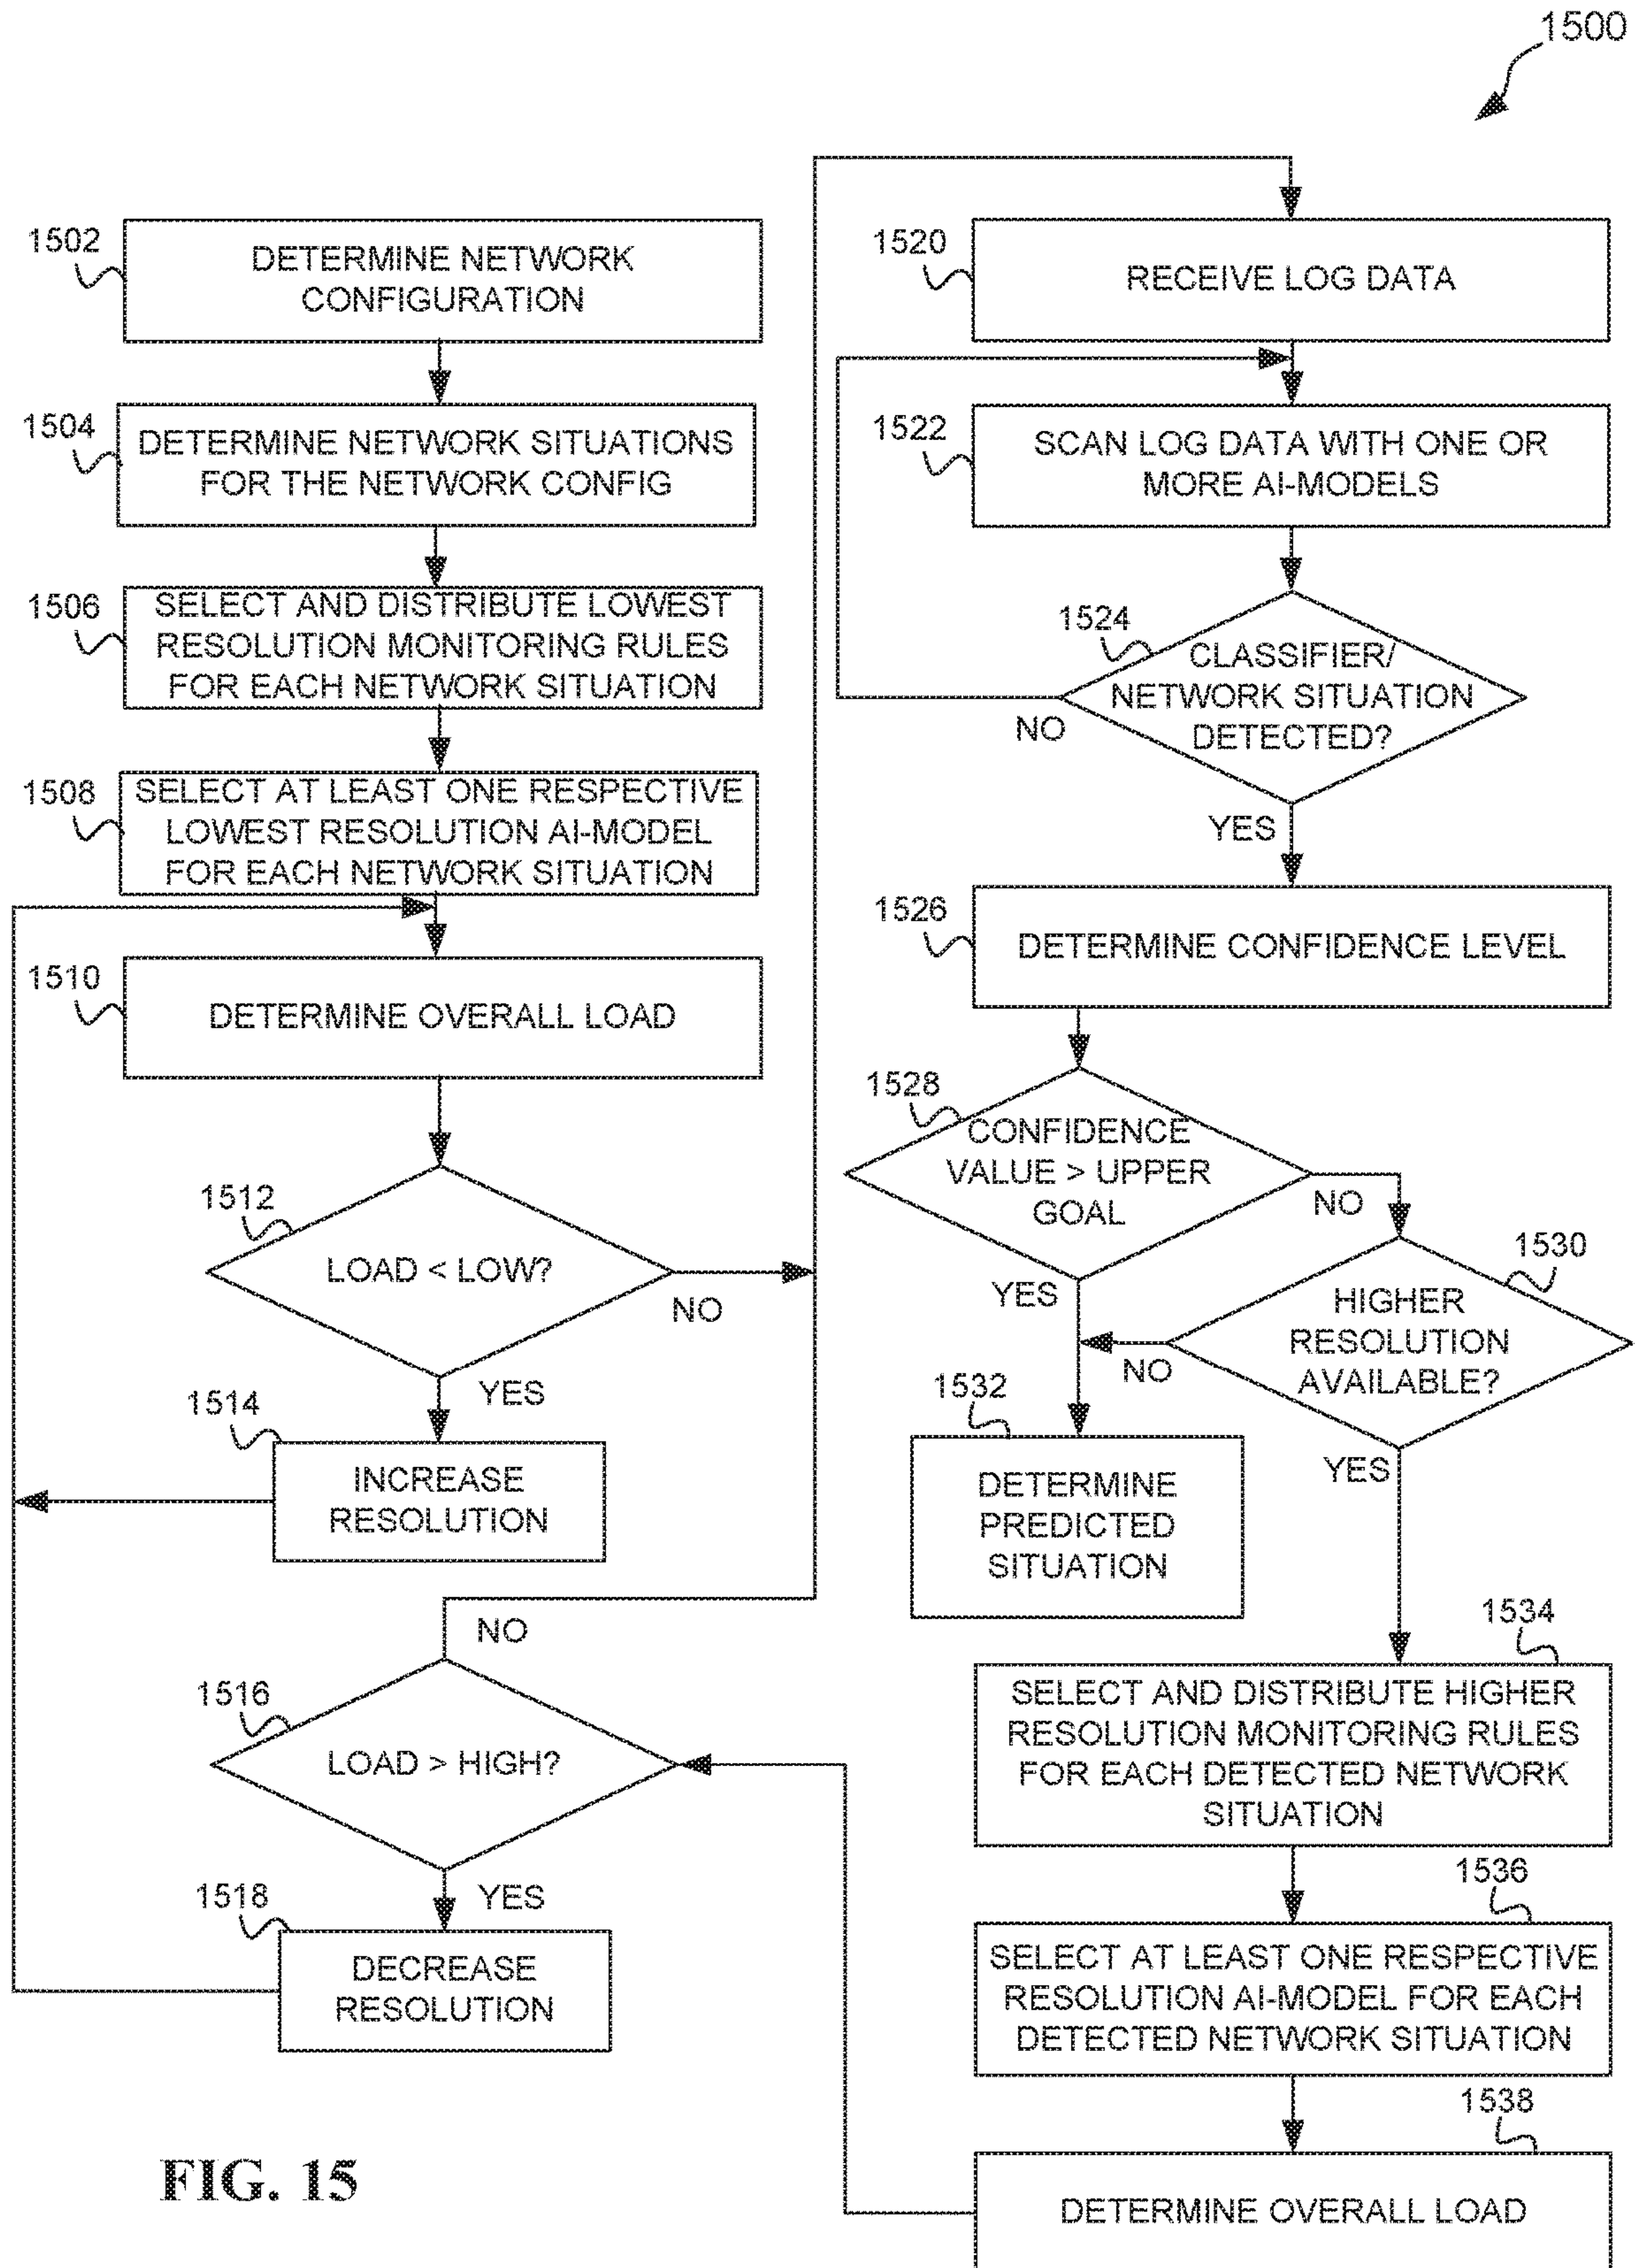 1500
1502
DETERMINE NETWORK
CONFIGURATION
1504
DETERMINE NETWORK SITUATIONS
FOR THE NETWORK CONFIG
1506
SELECT AND DISTRIBUTE LOWEST
RESOLUTION MONITORING RULES
FOR EACH NETWORK SITUATION
1508
SELECT AT LEAST ONE RESPECTIVE
LOWEST RESOLUTION AI-MODEL
FOR EACH NETWORK SITUATION
1510
DETERMINE OVERALL LOAD
1512
LOAD < LOW?
NO
YES
1514
INCREASE
RESOLUTION
NO
1516
LOAD > HIGH?
YES
1518
DECREASE
RESOLUTION
1520
RECEIVE LOG DATA
1522
SCAN LOG DATA WITH ONE OR
MORE AI-MODELS
1524
CLASSIFIER/
NETWORK SITUATION
DETECTED?
NO
YES
1526
DETERMINE CONFIDENCE LEVEL
1528
CONFIDENCE
VALUE > UPPER
GOAL
NO
YES
1530
HIGHER
RESOLUTION
AVAILABLE?
NO
YES
1532
DETERMINE
PREDICTED
SITUATION
1534
SELECT AND DISTRIBUTE HIGHER
RESOLUTION MONITORING RULES
FOR EACH DETECTED NETWORK
SITUATION
1536
SELECT AT LEAST ONE RESPECTIVE
RESOLUTION AI-MODEL FOR EACH
DETECTED NETWORK SITUATION
1538
DETERMINE OVERALL LOAD
FIG. 15